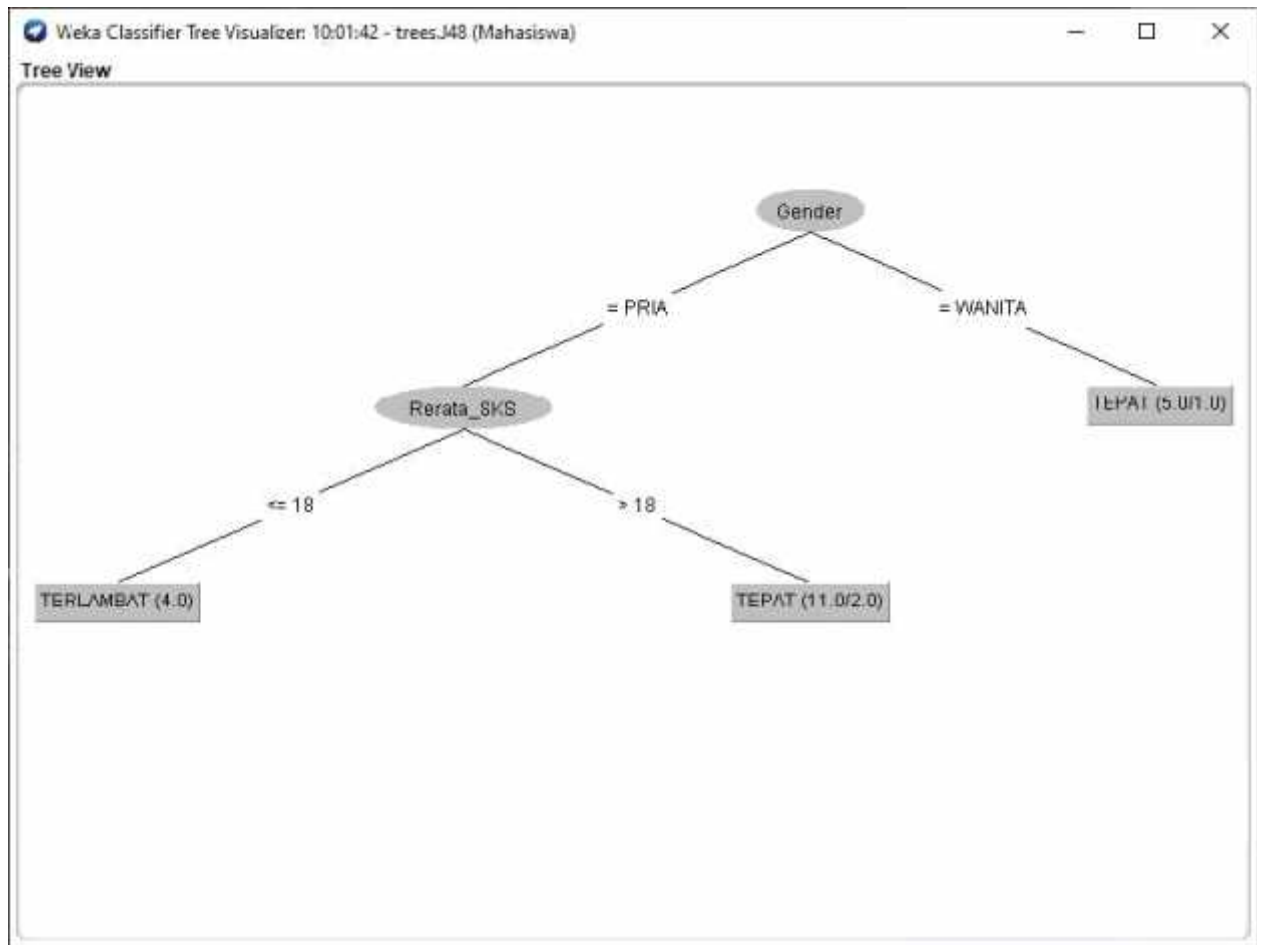 Weka Classifier Tree Visualizer: 10:01:42 - trees.J48 (Mahasiswa)
Tree View
Gender
= PRIA
= WANITA
Rerata_SKS
TEPAT (5.0/1.0)
<= 18
> 18
TERLAMBAT (4.0)
TEPAT (11.0/2.0)